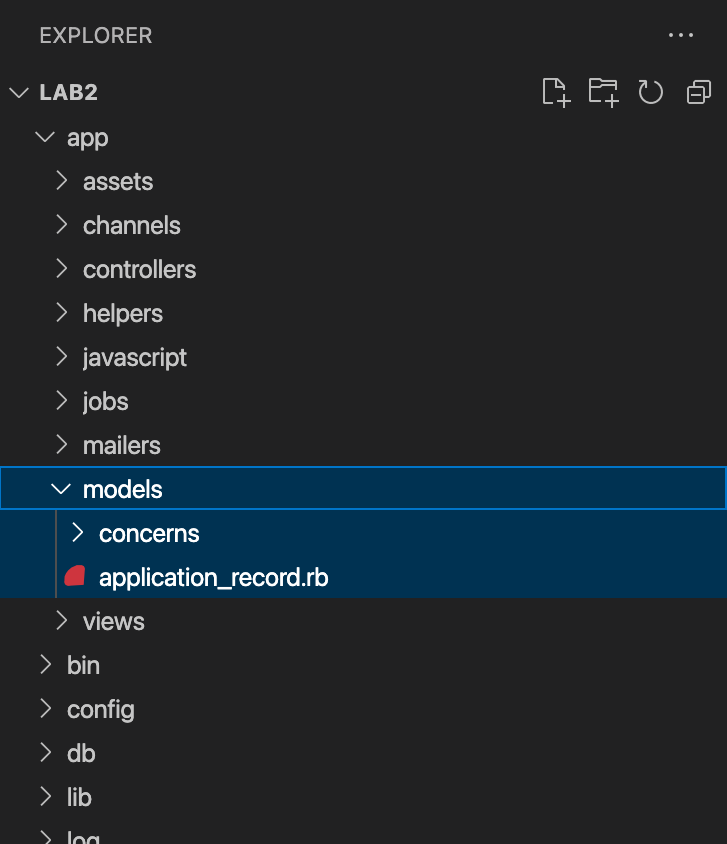 EXPLORER
LAB2
app
assets
channels
controllers
helpers
javascript
jobs
mailers
models
concerns
application_record.rb
views
bin
config
db
lib
log